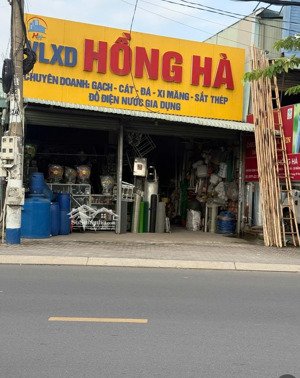 VLXD HỒNG HÀ
CHUYÊN DOANH: GẠCH - CÁT - ĐÁ - XI MĂNG - SẮT THÉP
ĐỒ ĐIỆN NƯỚC GIA DỤNG